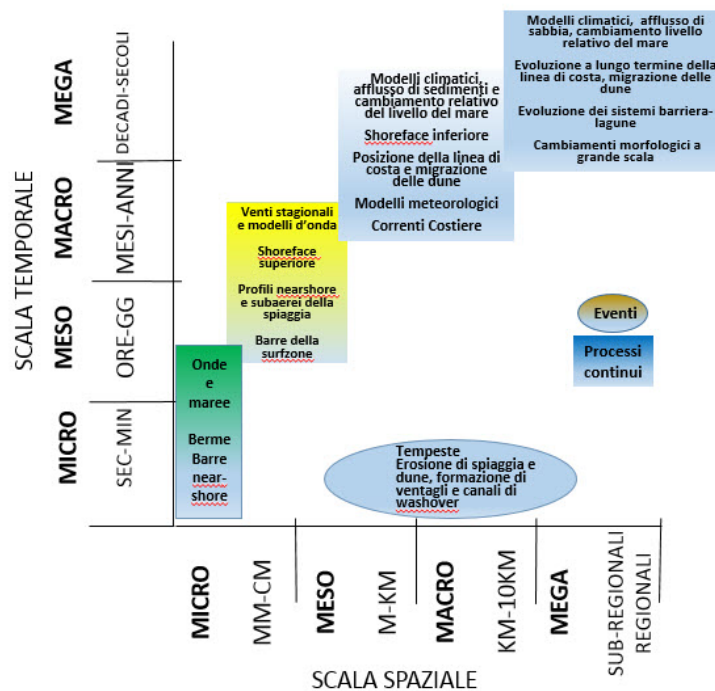 Modelli climatici, afflusso di
sabbia, cambiamento livello
relativo del mare
Evoluzione a lungo termine della
linea di costa, migrazione delle
dune
Evoluzione dei sistemi barriera-
lagune
Cambiamenti morfologici a
grande scala
Modelli climatici,
afflusso di sedimenti e
cambiamento relativo
del livello del mare
Shoreface inferiore
Posizione della linea di
costa e migrazione
delle dune
Modelli meteorologici
Correnti Costiere
Venti stagionali
e modelli d'onda
Shoreface
superiore
Profili nearshore
e subaerei della
spiaggia
Barre della
surfzone
Eventi
Processi
continui
Onde
e
maree
Berme
Barre
near-
shore
Tempeste
Erosione di spiaggia e
dune, formazione di
ventagli e canali di
washover
SCALA TEMPORALE
MEGA
DECADI-SECOLI
MACRO
MESI-ANNI
MESO
ORE-GG
MICRO
SEC-MIN
MICRO
MM-CM
MESO
M-KM
MACRO
KM-10KM
MEGA
SUB-REGIONALI
REGIONALI
SCALA SPAZIALE